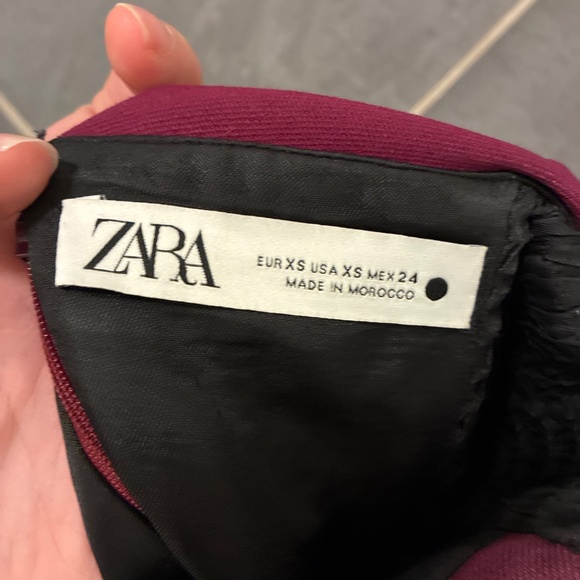 ZARA
EUR XS USA XS MEX 24
MADE IN MOROCCO